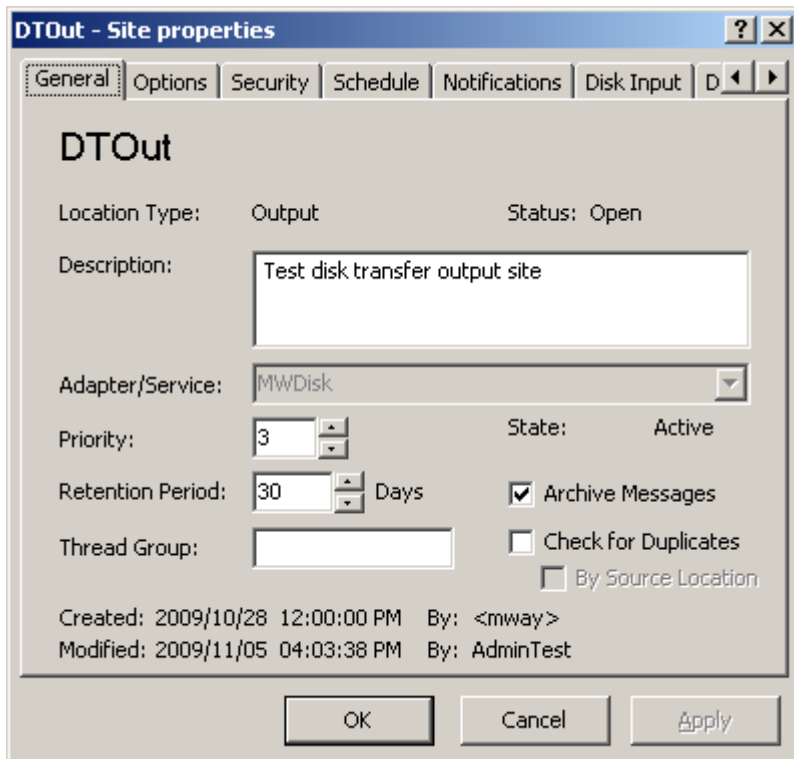 DTOut - Site properties
General Options Security Schedule Notifications Disk Input D
DTOut
Location Type: Output Status: Open
Description: Test disk transfer output site
Adapter/Service: MWDisk
Priority: 3 State: Active
Retention Period: 30 Days Archive Messages
Thread Group: Check for Duplicates
By Source Location
Created: 2009/10/28 12:00:00 PM By: <mway>
Modified: 2009/11/05 04:03:38 PM By: AdminTest
OK Cancel Apply